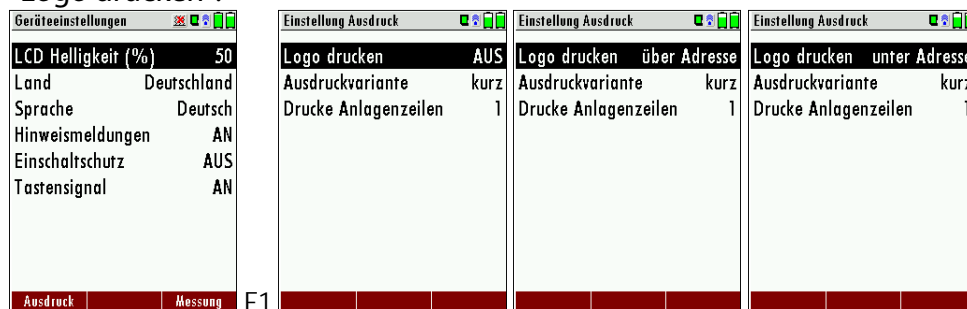 Logo drucken".
Geräteeinstellungen
LCD Helligkeit (%) 50
Land Deutschland
Sprache Deutsch
Hinweismeldungen AN
Einschaltschutz AUS
Tastensignal AN
Ausdruck Messung
F1
Einstellung Ausdruck
Logo drucken AUS
Ausdruckvariante kurz
Drucke Anlagenzeilen 1
Einstellung Ausdruck
Logo drucken über Adresse
Ausdruckvariante kurz
Drucke Anlagenzeilen 1
Einstellung Ausdruck
Logo drucken unter Adresse
Ausdruckvariante kurz
Drucke Anlagenzeilen 1